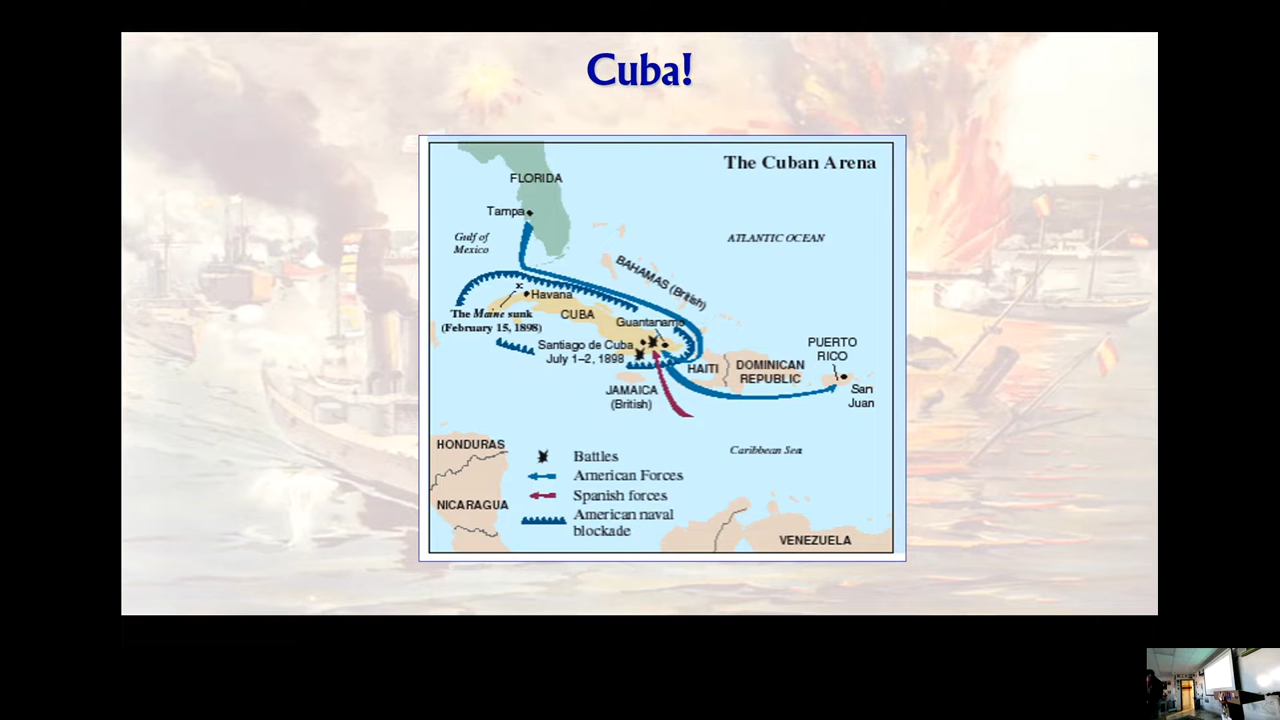 Cuba!
The Cuban Arena
FLORIDA
Tampa
Gulf of
Mexico
ATLANTIC OCEAN
BAHAMAS (British)
Havana
The Maine sunk
(February 15, 1898)
CUBA
Guantanamo
Santiago de Cuba
July 1–2, 1898
PUERTO
RICO
HAITI
DOMINICAN
REPUBLIC
San
Juan
JAMAICA
(British)
HONDURAS
Caribbean Sea
NICARAGUA
Battles
American Forces
Spanish forces
American naval
blockade
VENEZUELA